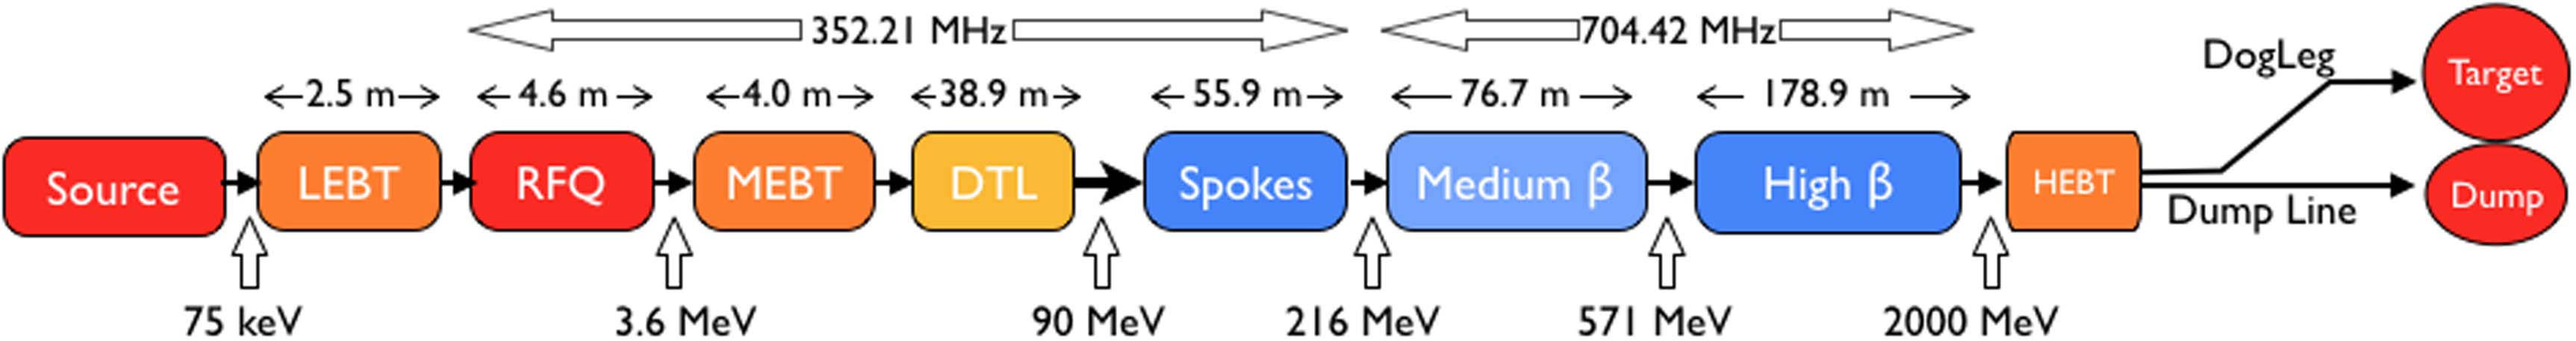 352.21 MHz
704.42 MHz
2.5 m
4.6 m
4.0 m
38.9 m
55.9 m
76.7 m
178.9 m
DogLeg
Target
Source
LEBT
RFQ
MEBT
DTL
Spokes
Medium β
High β
HEBT
Dump Line
Dump
75 keV
3.6 MeV
90 MeV
216 MeV
571 MeV
2000 MeV